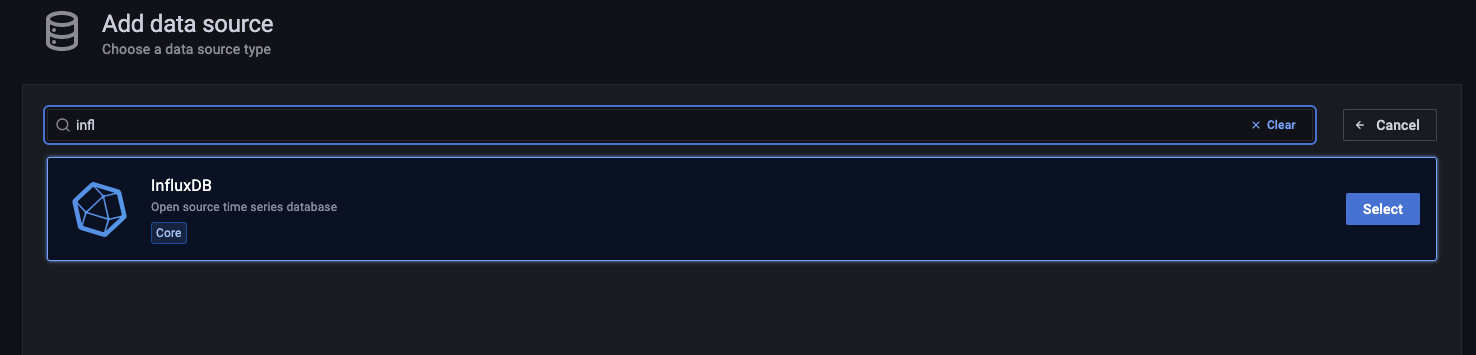 Add data source
Choose a data source type
infl
Clear
Cancel
InfluxDB
Open source time series database
Core
Select